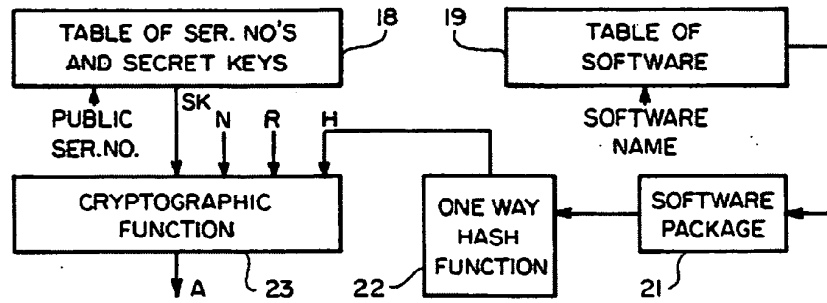 TABLE OF SER. NO'S
AND SECRET KEYS
18
19
TABLE OF
SOFTWARE
PUBLIC
SER.NO.
SK
N
R
H
SOFTWARE
NAME
CRYPTOGRAPHIC
FUNCTION
ONE WAY
HASH
FUNCTION
SOFTWARE
PACKAGE
A
23
22
21